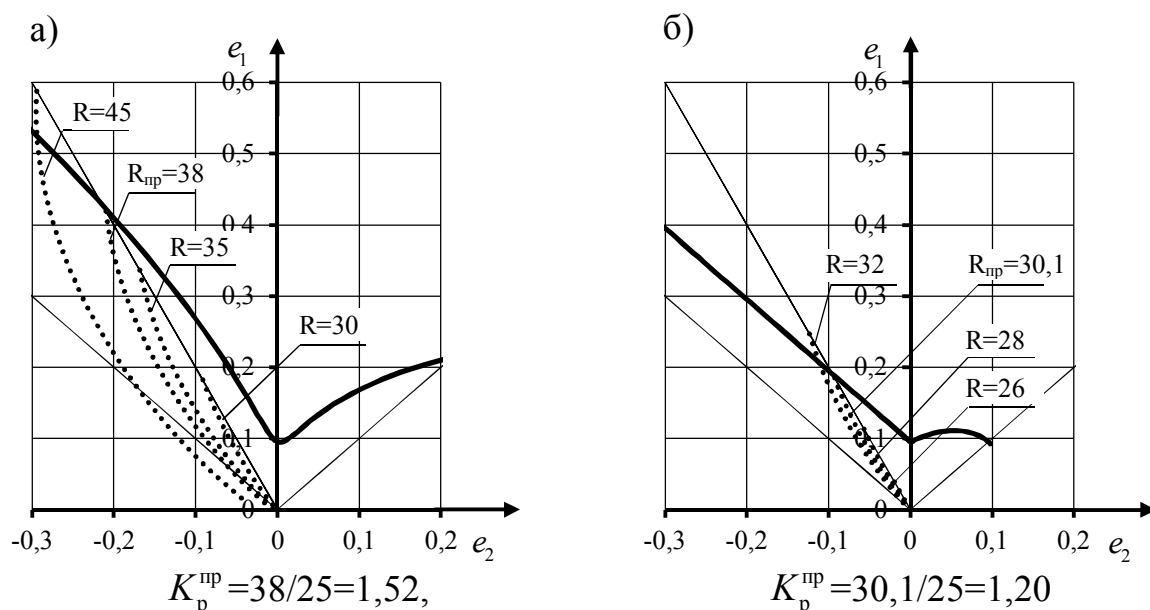 а)
e₁
0,6
R=45
0,5
Rпр=38
0,4
R=35
0,3
R=30
0,2
0,1
0
-0,3 -0,2 -0,1 0 0,1 0,2 e₂
Kрпр=38/25=1,52,
б)
e₁
0,6
0,5
0,4
R=32
Rпр=30,1
0,3
R=28
0,2
R=26
0,1
0
-0,3 -0,2 -0,1 0 0,1 0,2 e₂
Kрпр=30,1/25=1,20